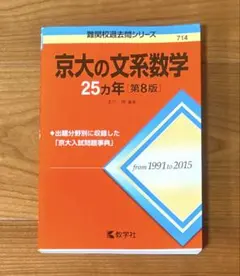 難関校過去問シリーズ
714
京大の文系数学
25カ年[第8版]
編著
◆出題分野別に収録した
「京大入試問題事典」
from 1991 to 2015
教学社